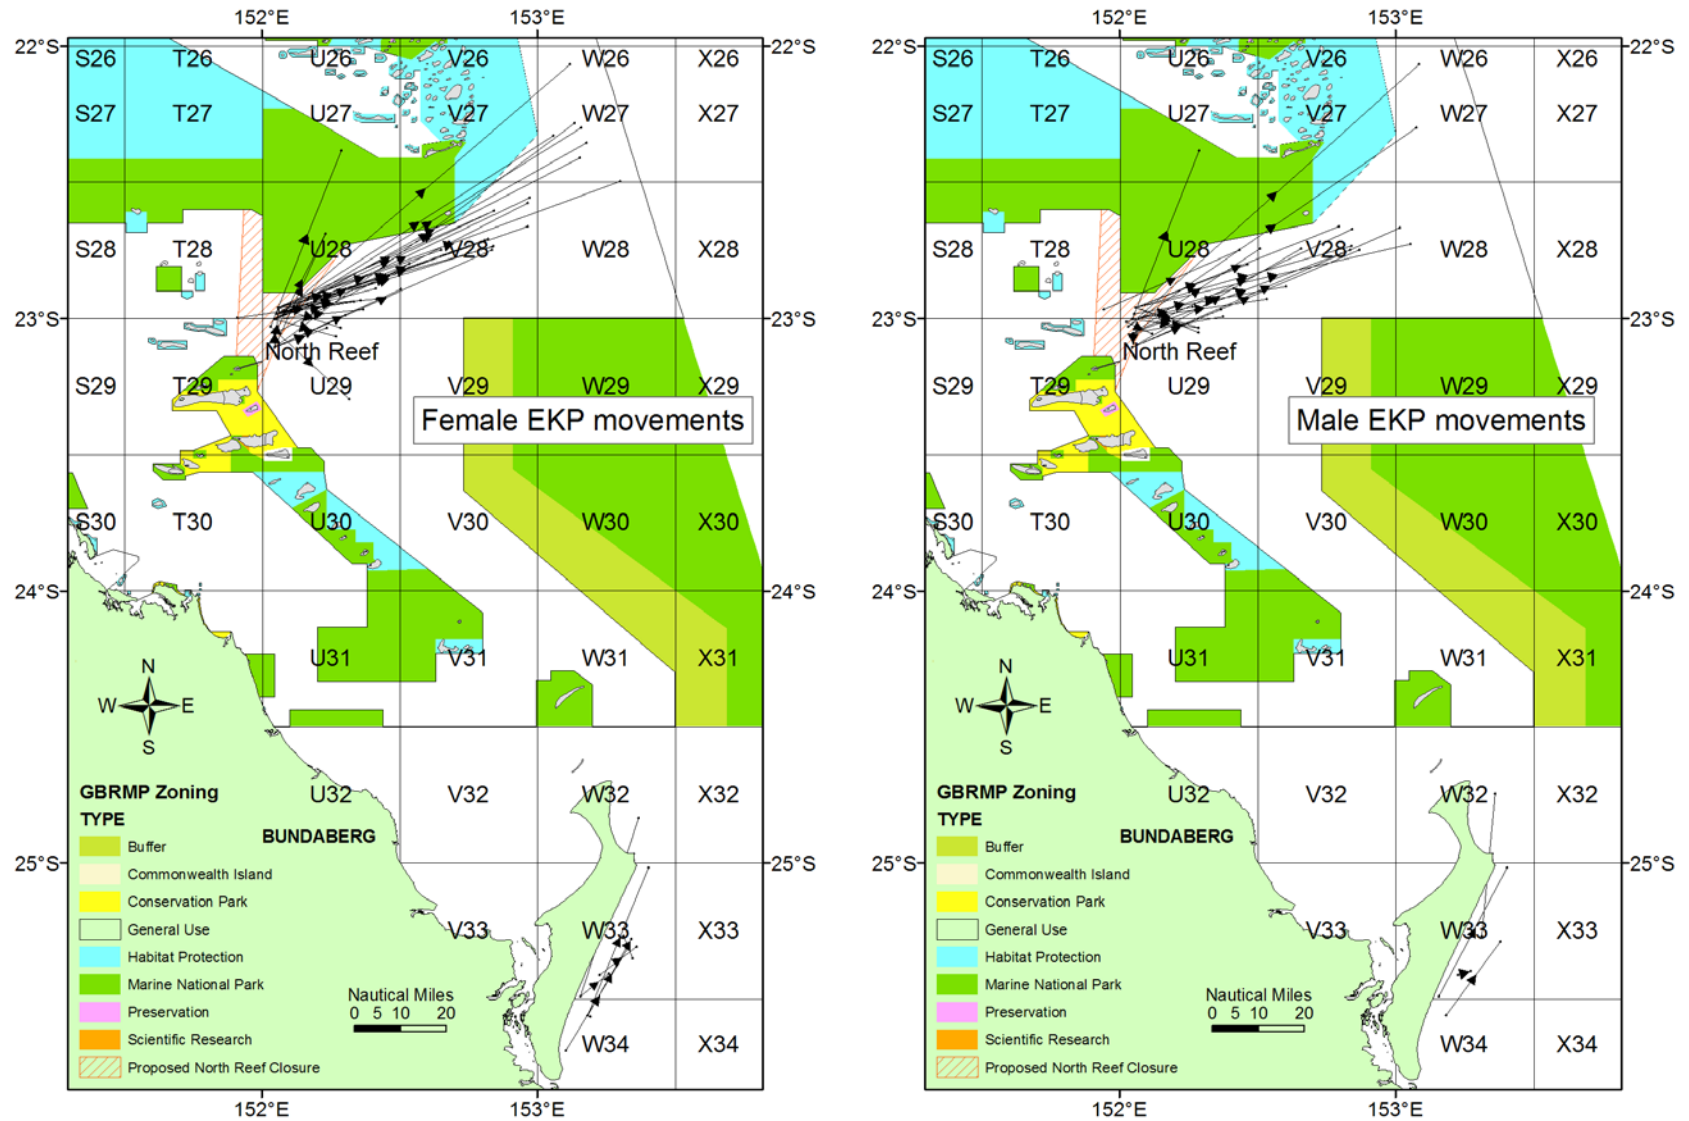 152°E 153°E
22°S 22°S
S26 T26 U26 V26 W26 X26
S27 T27 U27 V27 W27 X27
S28 T28 U28 V28 W28 X28
23°S 23°S
North Reef
S29 T29 U29 V29 W29 X29
Female EKP movements
S30 T30 U30 V30 W30 X30
24°S 24°S
U31 V31 W31 X31
N
W E
S
GBRMP Zoning
U32 V32 W32 X32
TYPE
BUNDABERG
Buffer
25°S 25°S
Commonwealth Island
Conservation Park
General Use
V33 W33 X33
Habitat Protection
Marine National Park
Nautical Miles
0 5 10 20
Preservation
Scientific Research
W34 X34
Proposed North Reef Closure
152°E 153°E
152°E 153°E
22°S 22°S
S26 T26 U26 V26 W26 X26
S27 T27 U27 V27 W27 X27
S28 T28 U28 V28 W28 X28
23°S 23°S
North Reef
S29 T29 U29 V29 W29 X29
Male EKP movements
S30 T30 U30 V30 W30 X30
24°S 24°S
U31 V31 W31 X31
N
W E
S
GBRMP Zoning
U32 V32 W32 X32
TYPE
BUNDABERG
Buffer
25°S 25°S
Commonwealth Island
Conservation Park
General Use
V33 W33 X33
Habitat Protection
Marine National Park
Nautical Miles
0 5 10 20
Preservation
Scientific Research
W34 X34
Proposed North Reef Closure
152°E 153°E